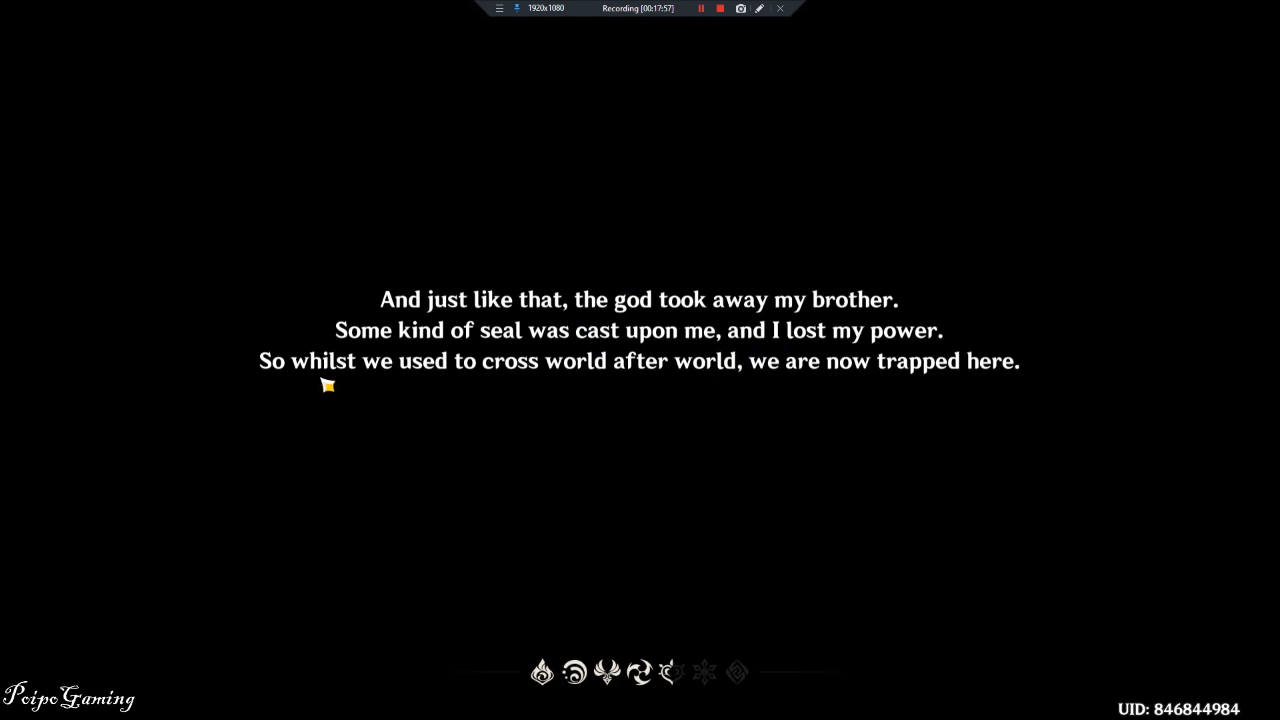 1920x1080 Recording [00:17:57]
And just like that, the god took away my brother.
Some kind of seal was cast upon me, and I lost my power.
So whilst we used to cross world after world, we are now trapped here.
PoipoGaming
UID: 846844984